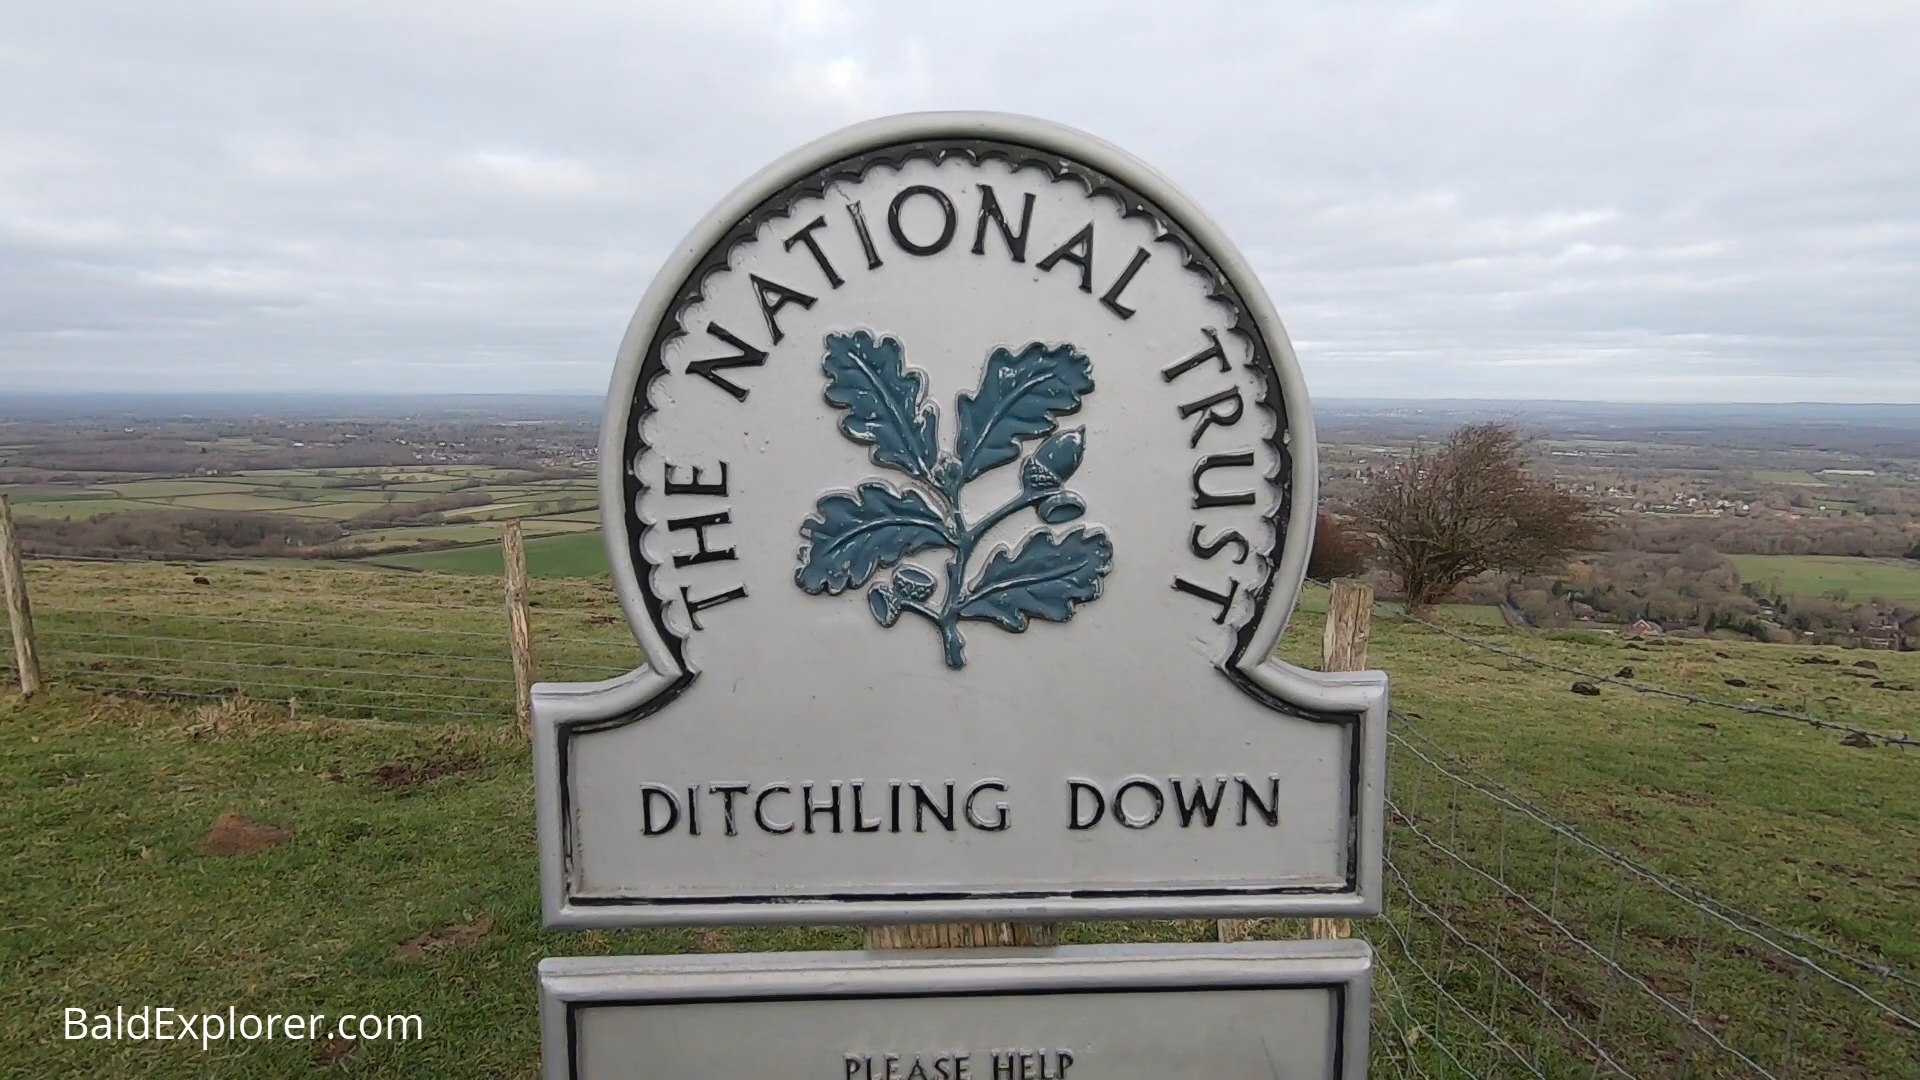 THE NATIONAL TRUST
DITCHLING DOWN
PLEASE HELP
BaldExplorer.com